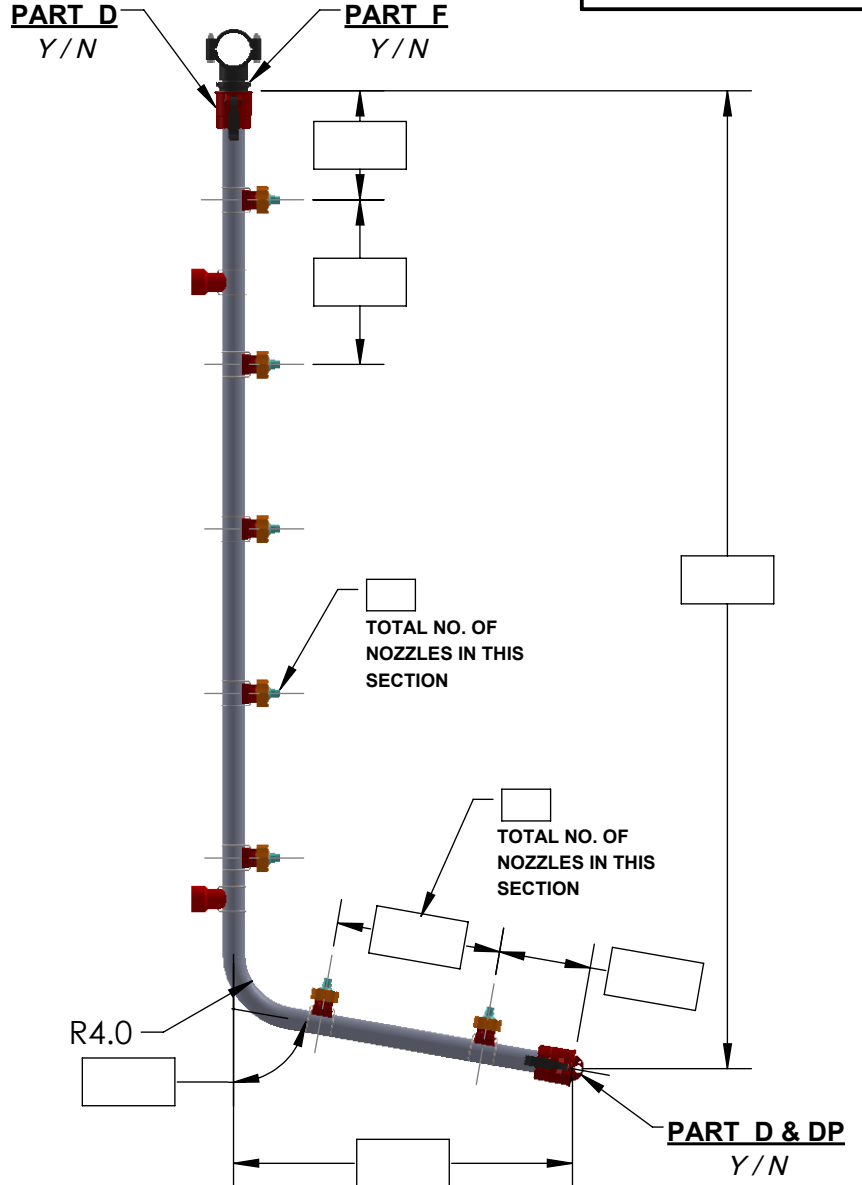 PART D
Y / N
PART F
Y / N
TOTAL NO. OF
NOZZLES IN THIS
SECTION
TOTAL NO. OF
NOZZLES IN THIS
SECTION
R4.0
PART D & DP
Y / N